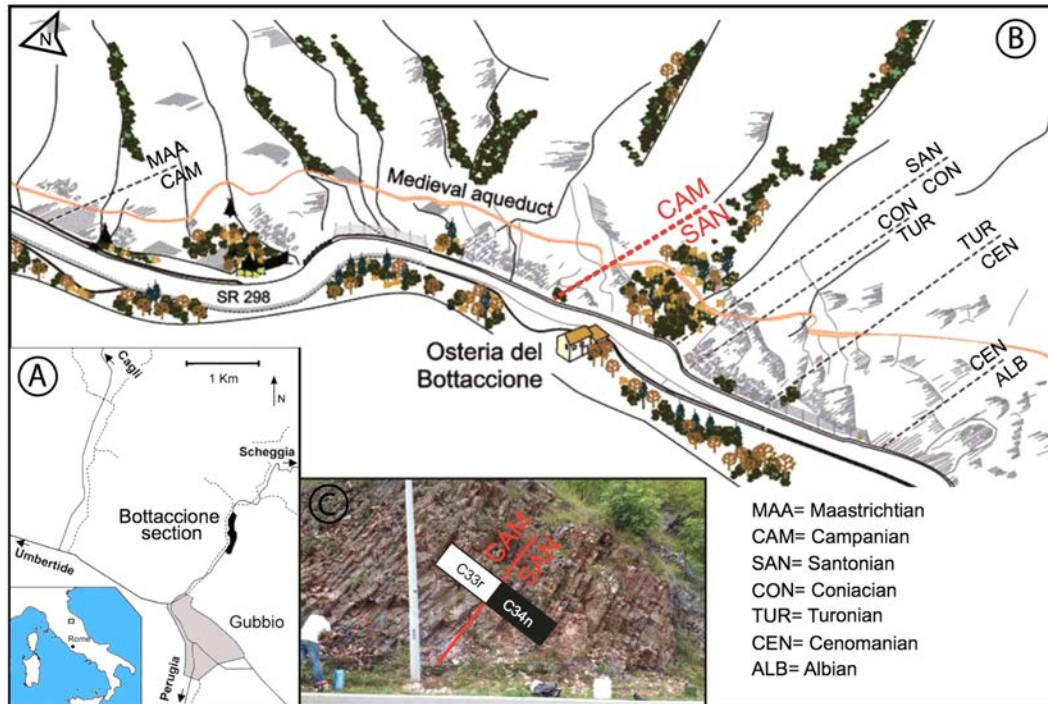 N
B
MAA
CAM
Medieval aqueduct
CAM
SAN
SAN
CON
CON
TUR
TUR
CEN
CEN
ALB
SR 298
Osteria del
Bottaccione
A
Cagli
1 Km
N
Scheggia
Bottaccione
section
Umbertide
Gubbio
Perugia
Rome
C
CAM
SAN
C33r
C34n
MAA= Maastrichtian
CAM= Campanian
SAN= Santonian
CON= Coniacian
TUR= Turonian
CEN= Cenomanian
ALB= Albian